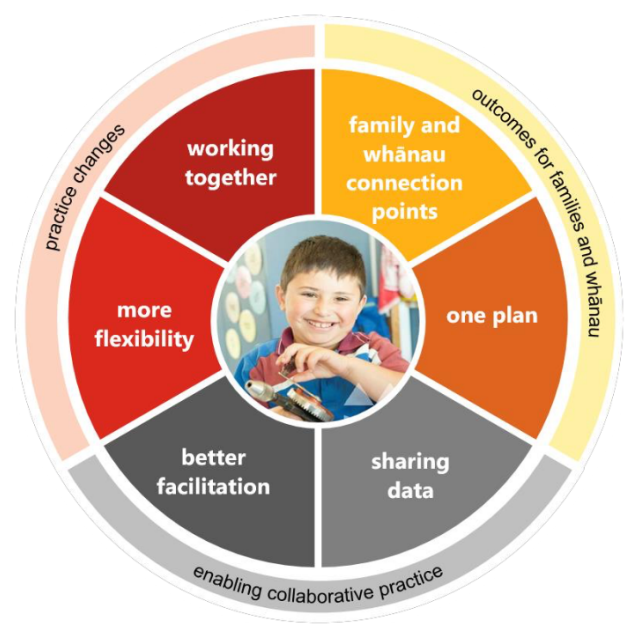 practice changes
outcomes for families and whānau
working
together
family and
whānau
connection
points
more
flexibility
one plan
better
facilitation
sharing
data
enabling collaborative practice